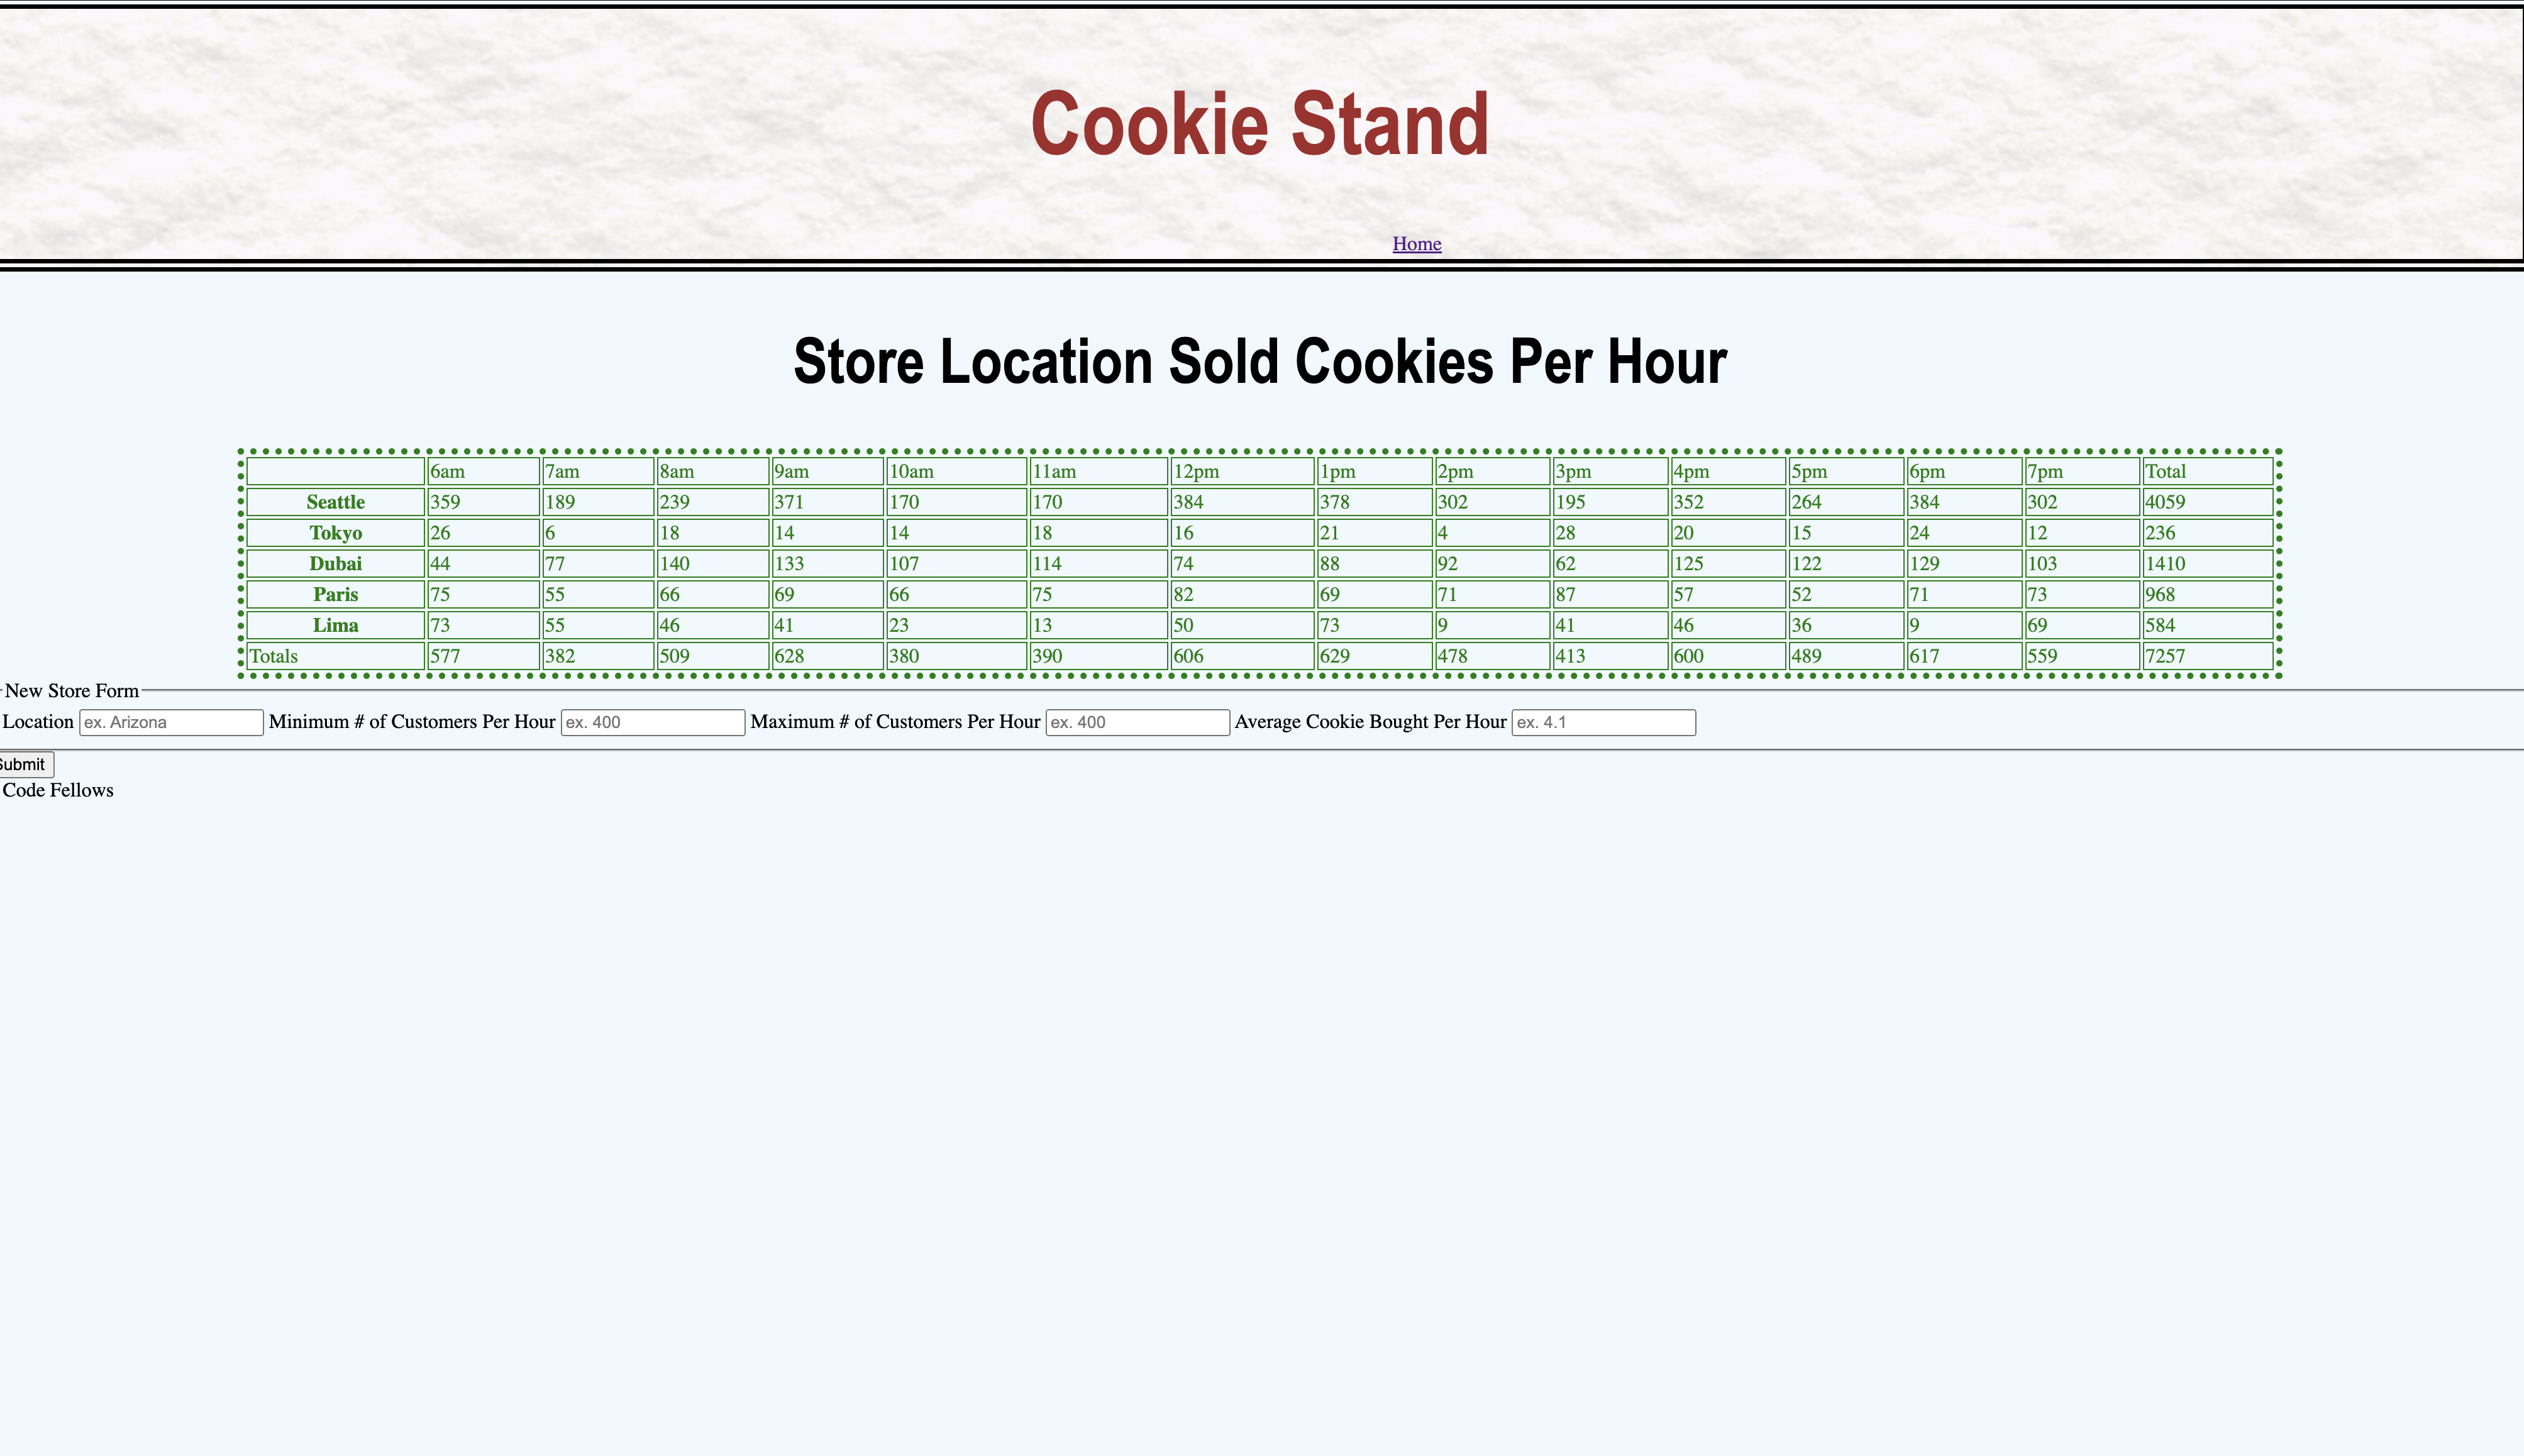 Cookie Stand
Home
Store Location Sold Cookies Per Hour
6am 7am 8am 9am 10am 11am 12pm 1pm 2pm 3pm 4pm 5pm 6pm 7pm Total
Seattle 359 189 239 371 170 170 384 378 302 195 352 264 384 302 4059
Tokyo 26 6 18 14 14 18 16 21 4 28 20 15 24 12 236
Dubai 44 77 140 133 107 114 74 88 92 62 125 122 129 103 1410
Paris 75 55 66 69 66 75 82 69 71 87 57 52 71 73 968
Lima 73 55 46 41 23 13 50 73 9 41 46 36 9 69 584
Totals 577 382 509 628 380 390 606 629 478 413 600 489 617 559 7257
New Store Form
Location ex. Arizona Minimum # of Customers Per Hour ex. 400 Maximum # of Customers Per Hour ex. 400 Average Cookie Bought Per Hour ex. 4.1
Submit
Code Fellows